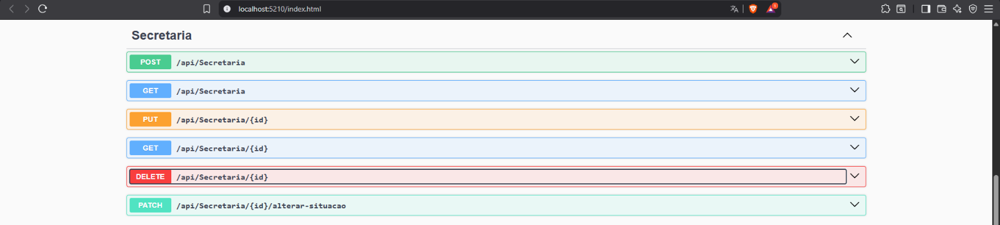 localhost:5210/index.html
1
Secretaria
POST /api/Secretaria
GET /api/Secretaria
PUT /api/Secretaria/{id}
GET /api/Secretaria/{id}
DELETE /api/Secretaria/{id}
PATCH /api/Secretaria/{id}/alterar-situacao